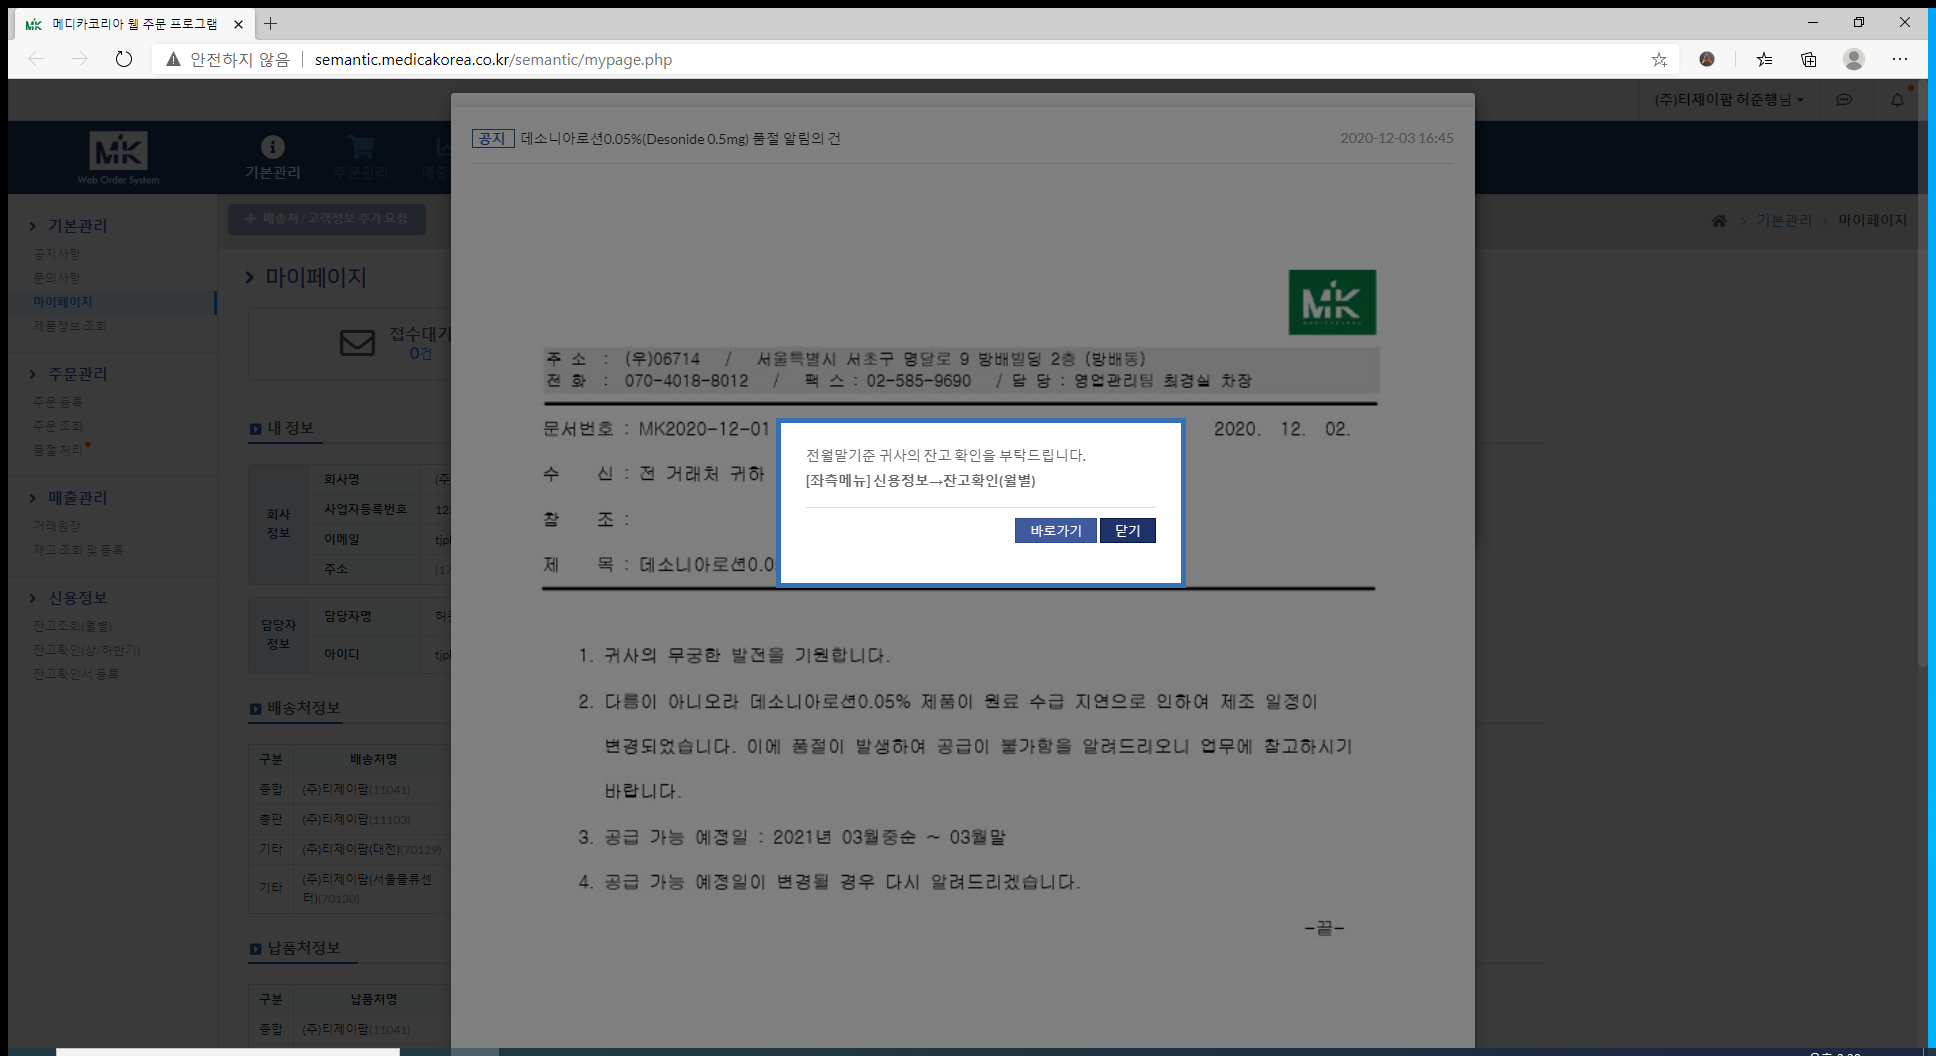 메디카코리아 웹 주문 프로그램
안전하지 않음
semantic.medicakorea.co.kr/semantic/mypage.php
(주)티제이팜 허준행님
MK
Web Order System
기본관리
주문관리
매출
+ 배송처 / 고객정보 추가 요청
기본관리 > 마이페이지
기본관리
공지사항
문의사항
마이페이지
제품정보 조회
주문관리
주문 등록
주문 조회
품절 처리
매출관리
거래원장
재고 조회 및 등록
신용정보
잔고조회(월별)
잔고확인(상/하반기)
잔고확인서 등록
마이페이지
접수대기
0건
내 정보
회사
정보
회사명
(주
사업자등록번호
12
이메일
tjp
주소
[17
담당자
정보
담당자명
허
아이디
tjp
배송처정보
구분 배송처명
종합 (주)티제이팜(11041)
총판 (주)티제이팜(11103)
기타 (주)티제이팜(대전)(70129)
기타 (주)티제이팜(서울물류센
터)(70130)
납품처정보
구분 납품처명
종합 (주)티제이팜(11041)
공지 데소니아로션0.05%(Desonide 0.5mg) 품절 알림의 건
2020-12-03 16:45
MK
주 소 : (우)06714 / 서울특별시 서초구 명달로 9 방배빌딩 2층 (방배동)
전 화 : 070-4018-8012 / 팩 스 : 02-585-9690 / 담 당 : 영업관리팀 최경실 차장
문서번호 : MK2020-12-01
2020. 12. 02.
수 신 : 전 거래처 귀하
참 조 :
제 목 : 데소니아로션0.0
전월말기준 귀사의 잔고 확인을 부탁드립니다.
[좌측메뉴] 신용정보→잔고확인(월별)
바로가기 닫기
1. 귀사의 무궁한 발전을 기원합니다.
2. 다름이 아니오라 데소니아로션0.05% 제품이 원료 수급 지연으로 인하여 제조 일정이
변경되었습니다. 이에 품절이 발생하여 공급이 불가함을 알려드리오니 업무에 참고하시기
바랍니다.
3. 공급 가능 예정일 : 2021년 03월중순 ~ 03월말
4. 공급 가능 예정일이 변경될 경우 다시 알려드리겠습니다.
-끝-